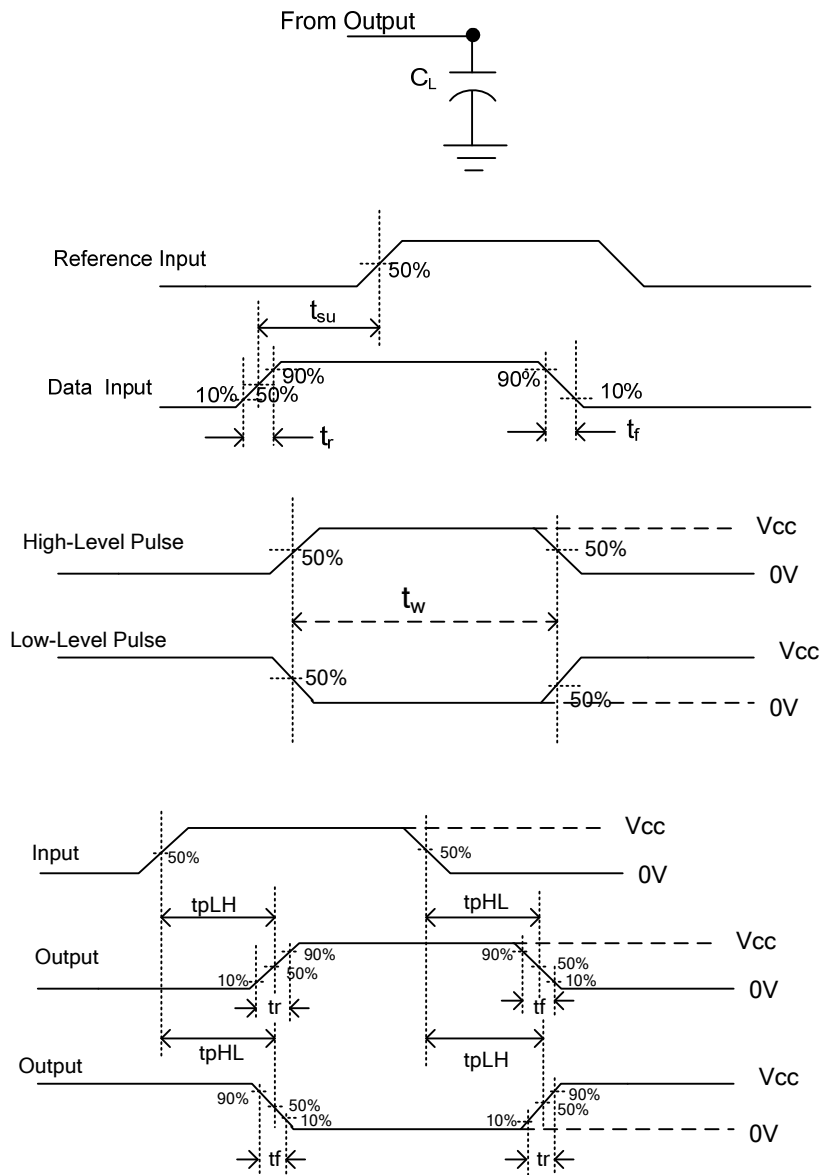 From Output
CL
Reference Input
50%
tsu
Data Input
10%
50%
90%
90%
10%
tr
tf
High-Level Pulse
50%
50%
Vcc
0V
tw
Low-Level Pulse
50%
50%
Vcc
0V
Input
50%
50%
Vcc
0V
tpLH
tpHL
Output
10%
50%
90%
90%
50%
10%
Vcc
0V
tr
tf
tpHL
tpLH
Output
90%
50%
10%
10%
50%
90%
Vcc
0V
tf
tr